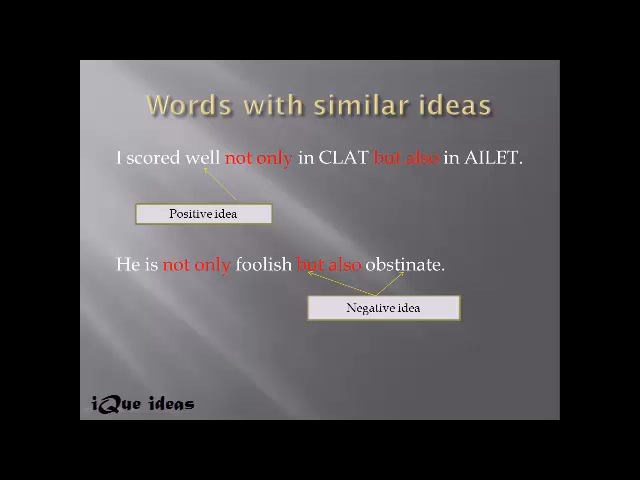 Words with similar ideas
I scored well not only in CLAT but also in AILET.
Positive idea
He is not only foolish but also obstinate.
Negative idea
iQue ideas